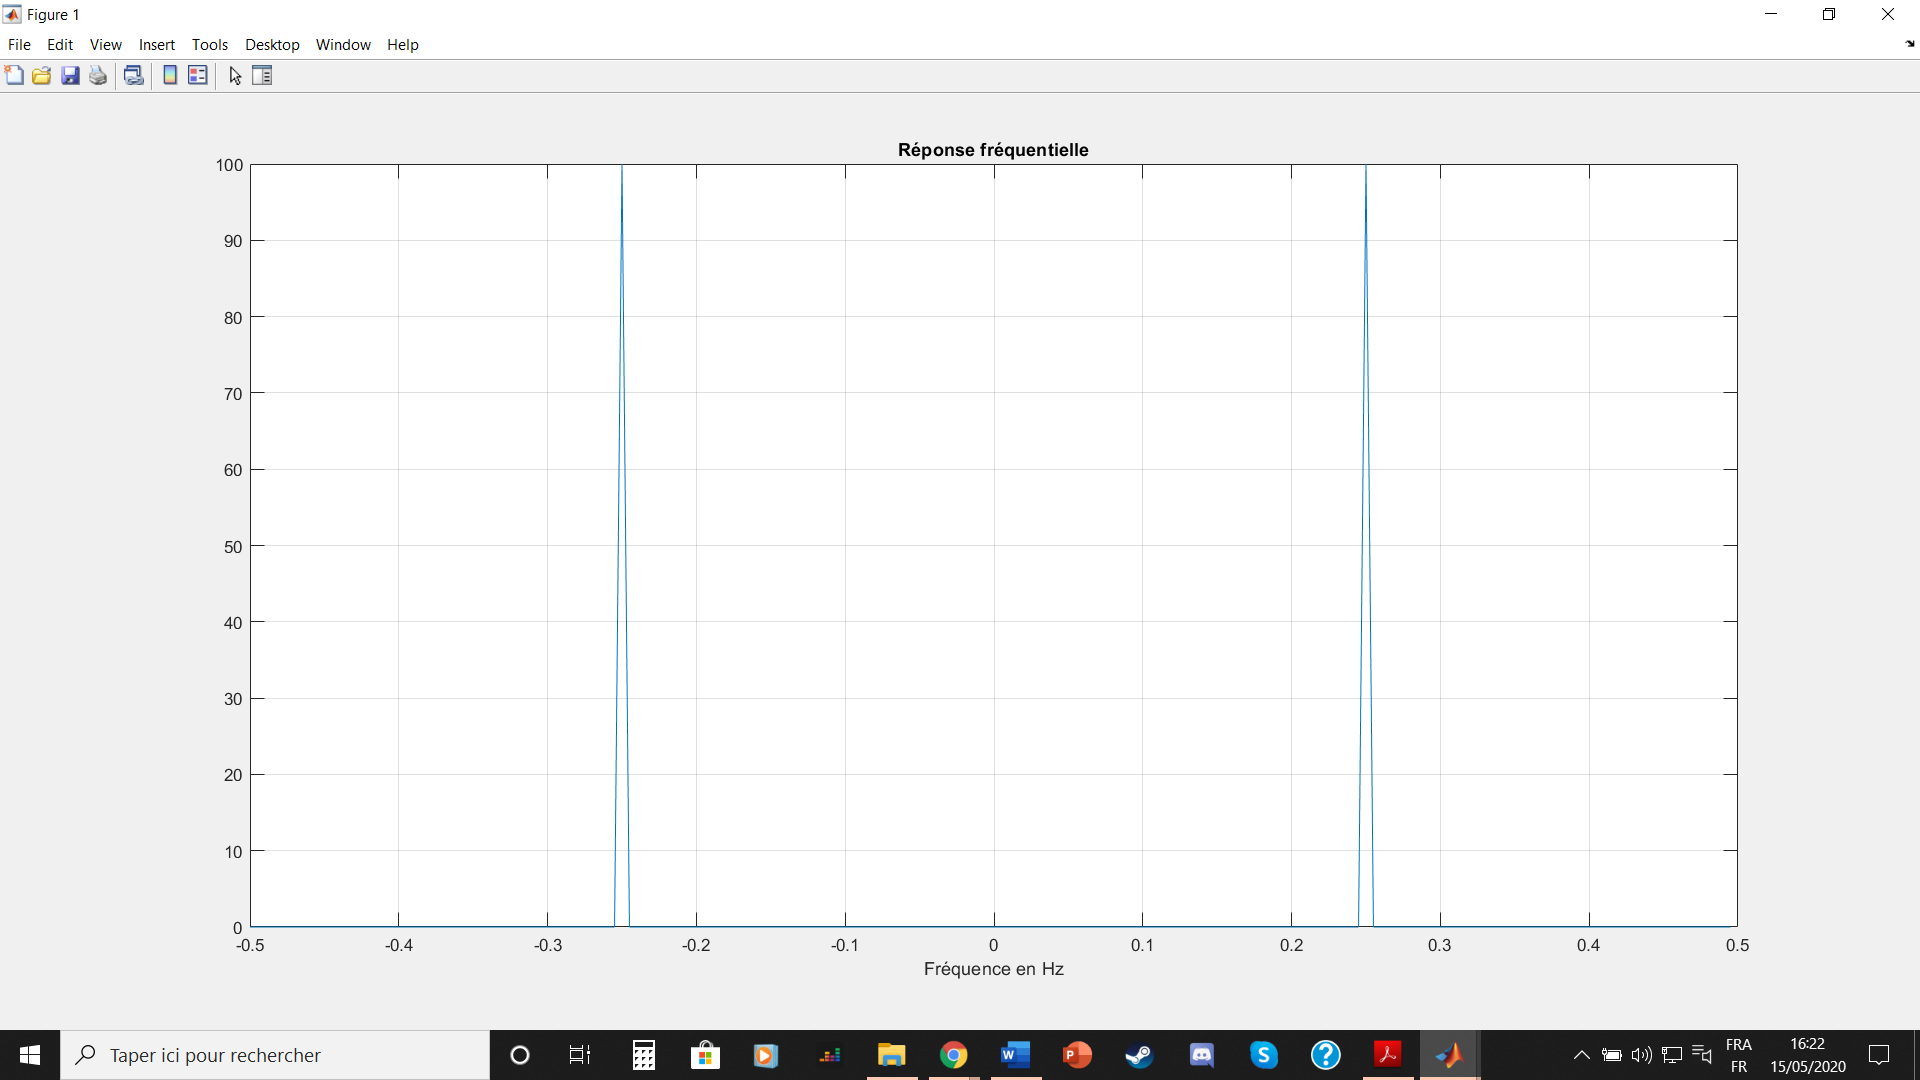 Figure 1
File Edit View Insert Tools Desktop Window Help
Réponse fréquentielle
100
90
80
70
60
50
40
30
20
10
0
-0.5 -0.4 -0.3 -0.2 -0.1 0 0.1 0.2 0.3 0.4 0.5
Fréquence en Hz
Taper ici pour rechercher
W
P
S
?
FRA
FR
16:22
15/05/2020